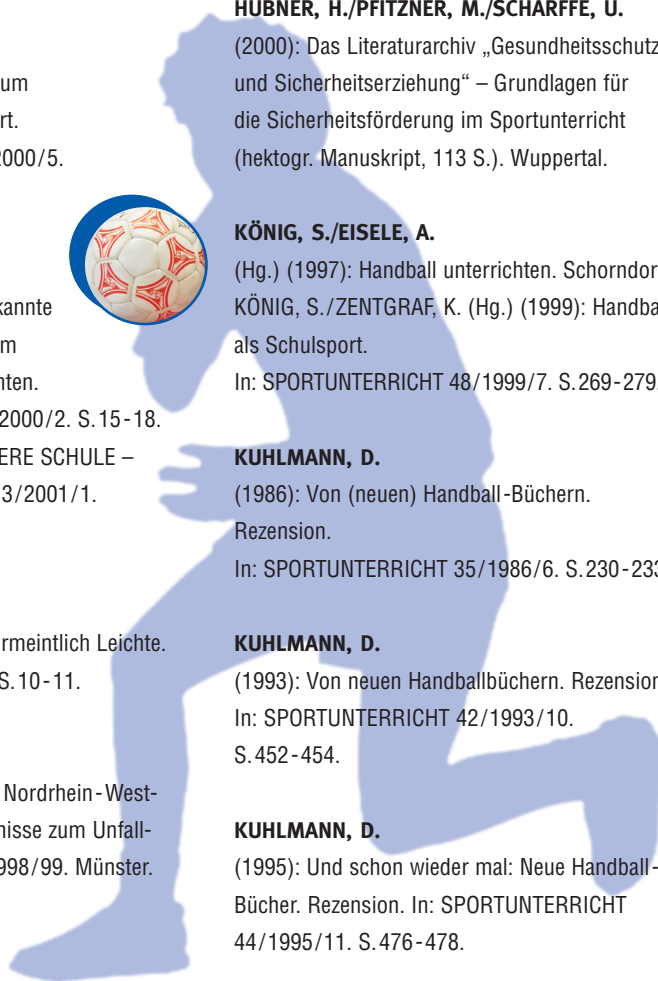 um
rt.
2000/5.
kannte
m
nten.
2000/2. S. 15-18.
ERE SCHULE –
3/2001/1.
rmeintlich Leichte.
S. 10-11.
Nordrhein-West-
nisse zum Unfall-
998/99. Münster.
HÜBNER, H./PFITZNER, M./SCHARFFE, U.
(2000): Das Literaturarchiv „Gesundheitsschutz
und Sicherheitserziehung“ – Grundlagen für
die Sicherheitsförderung im Sportunterricht
(hektogr. Manuskript, 113 S.). Wuppertal.
KÖNIG, S./EISELE, A.
(Hg.) (1997): Handball unterrichten. Schorndor
KÖNIG, S./ZENTGRAF, K. (Hg.) (1999): Handba
als Schulsport.
In: SPORTUNTERRICHT 48/1999/7. S. 269-279.
KUHLMANN, D.
(1986): Von (neuen) Handball-Büchern.
Rezension.
In: SPORTUNTERRICHT 35/1986/6. S. 230-233
KUHLMANN, D.
(1993): Von neuen Handballbüchern. Rezension
In: SPORTUNTERRICHT 42/1993/10.
S. 452-454.
KUHLMANN, D.
(1995): Und schon wieder mal: Neue Handball-
Bücher. Rezension. In: SPORTUNTERRICHT
44/1995/11. S. 476-478.